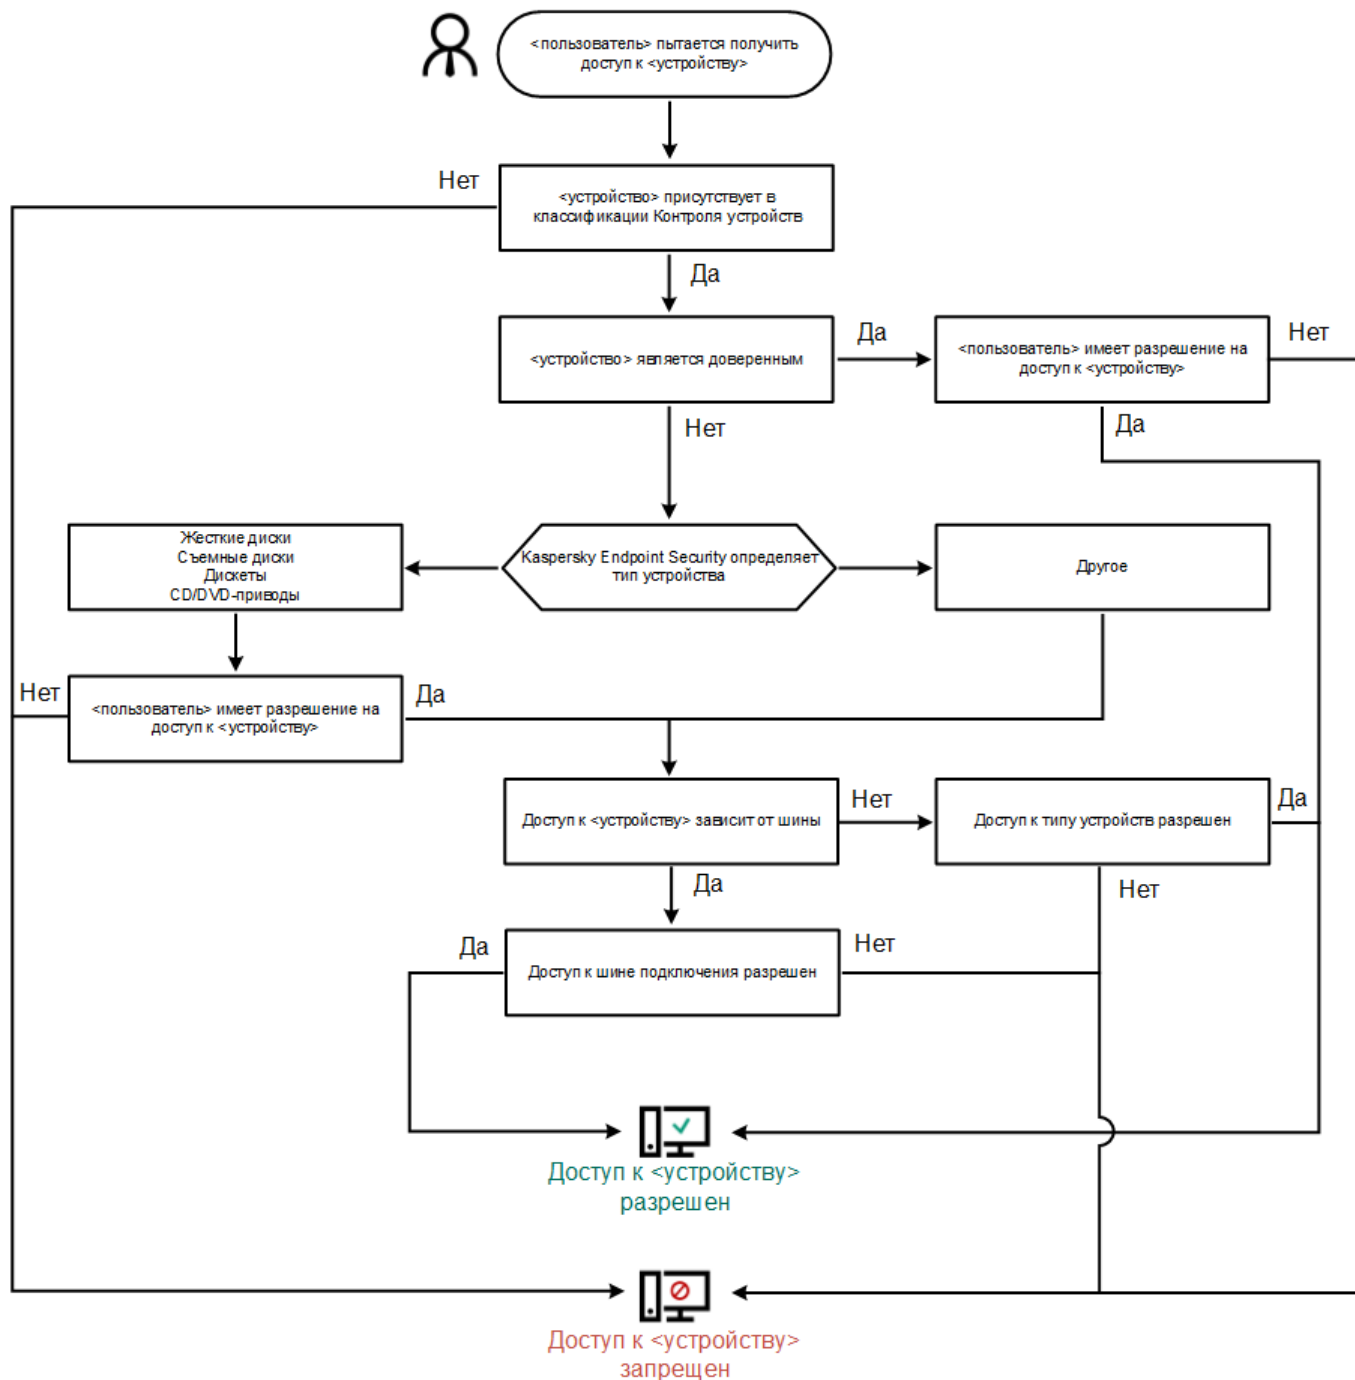 <пользователь> пытается получить
доступ к <устройству>
Нет
<устройство> присутствует в
классификации Контроля устройств
Да
<устройство> является доверенным
Да
<пользователь> имеет разрешение на
доступ к <устройству>
Нет
Нет
Да
Жесткие диски
Съемные диски
Дискеты
CD/DVD-приводы
Kaspersky Endpoint Security определяет
тип устройства
Другое
Нет
<пользователь> имеет разрешение на
доступ к <устройству>
Да
Доступ к <устройству> зависит от шины
Нет
Доступ к типу устройств разрешен
Да
Да
Нет
Да
Доступ к шине подключения разрешен
Нет
Доступ к <устройству>
разрешен
Доступ к <устройству>
запрещен